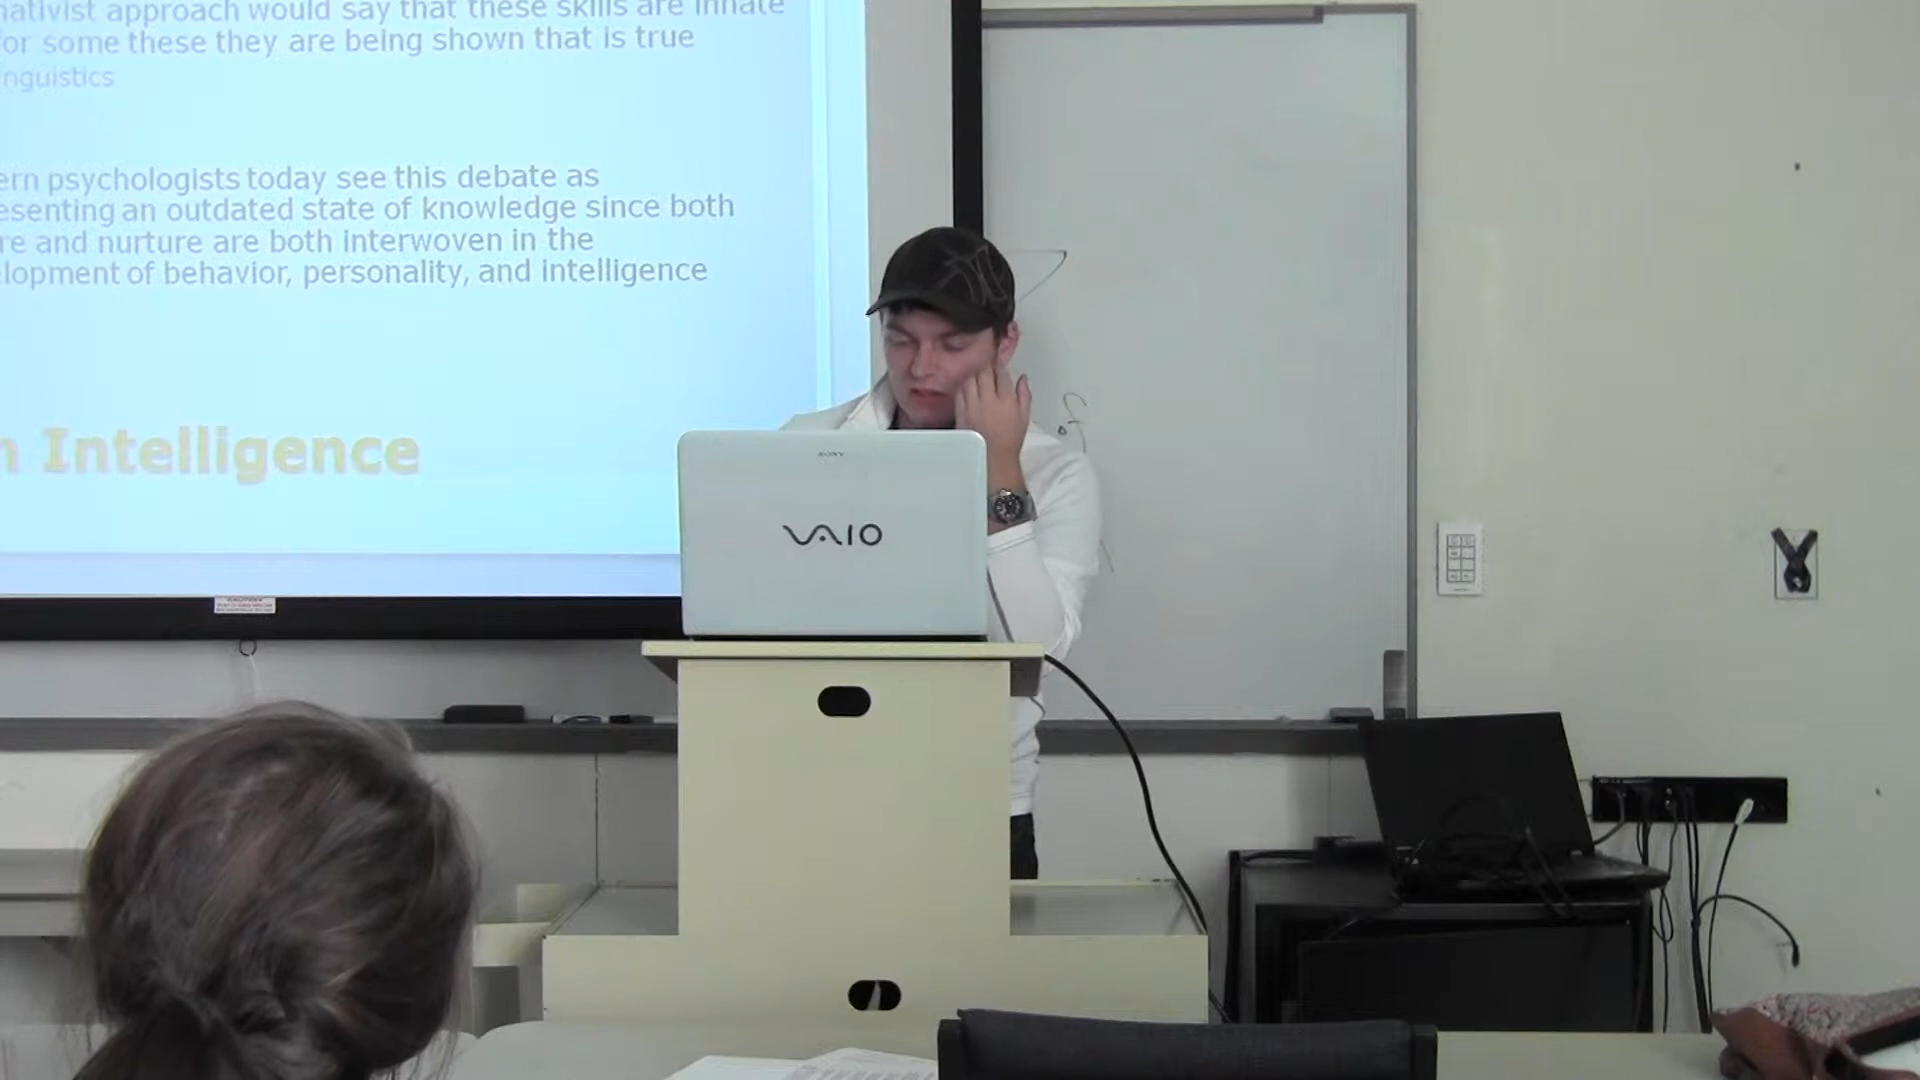 nativist approach would say that these skills are innate
for some these they are being shown that is true
nguistics
ern psychologists today see this debate as
esenting an outdated state of knowledge since both
re and nurture are both interwoven in the
lopment of behavior, personality, and intelligence
n Intelligence
SONY
VAIO